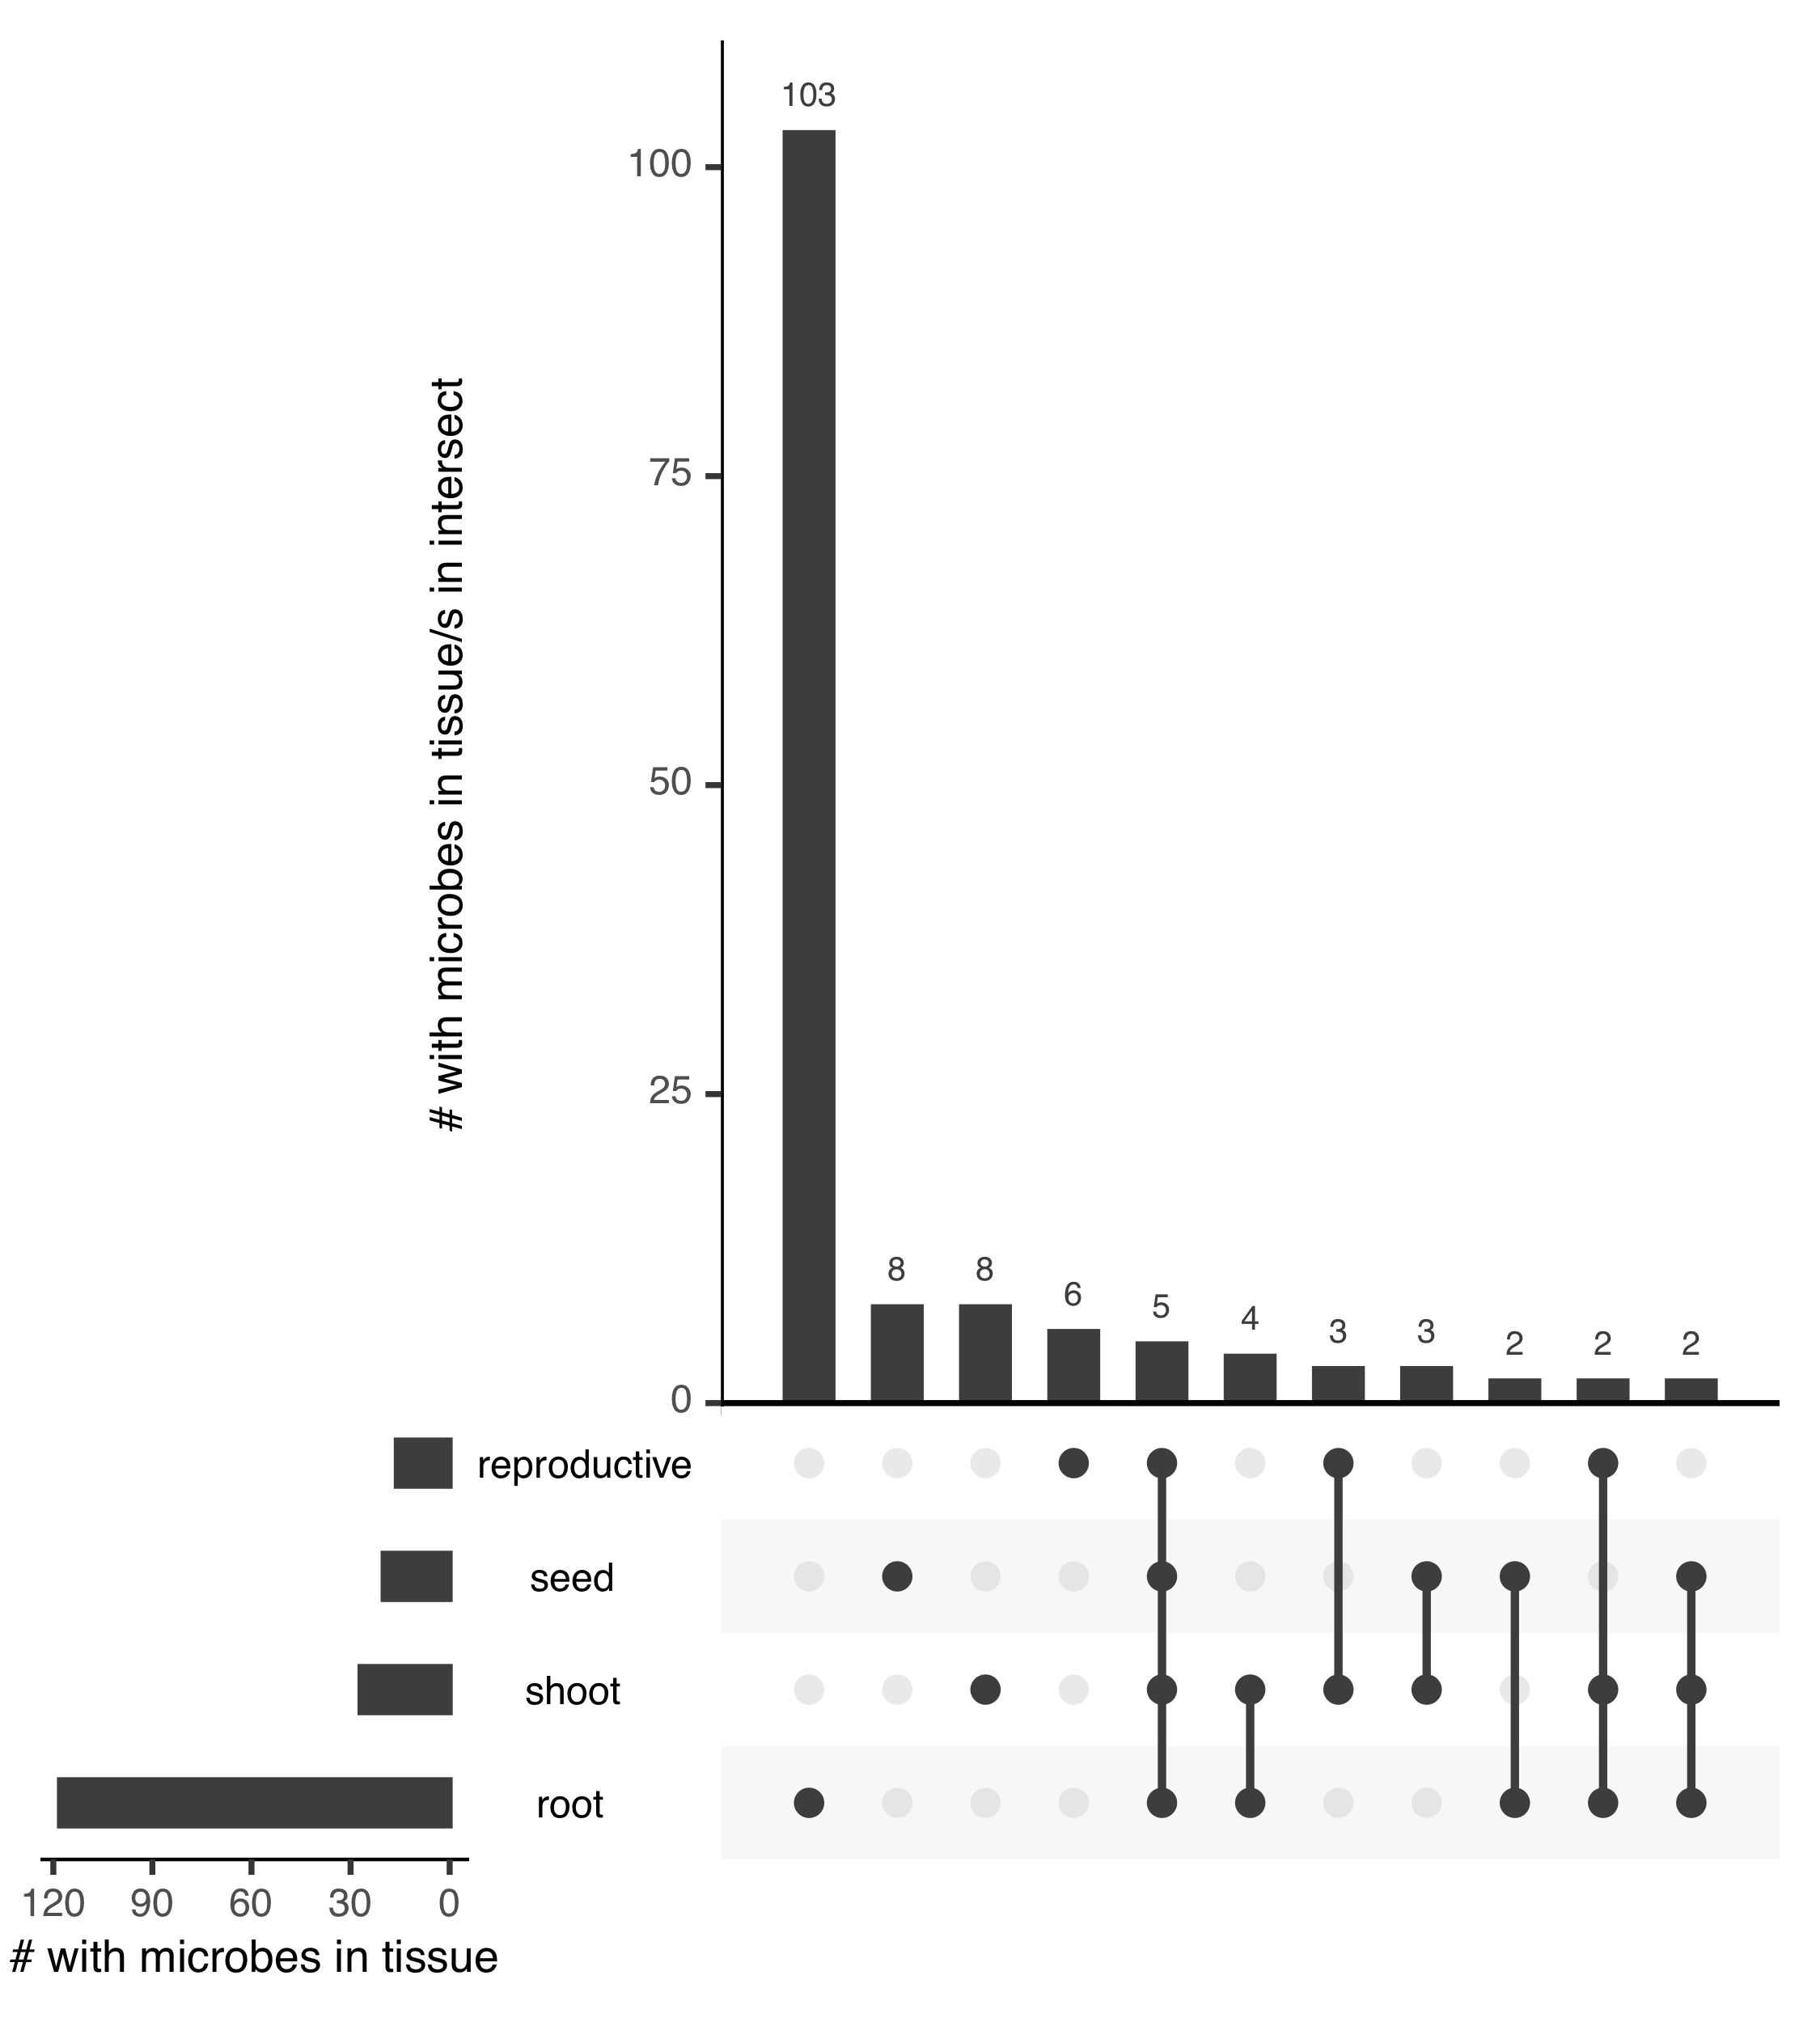 103
100
75
50
25
0
8 8 6 5 4 3 3 2 2 2
# with microbes in tissue/s in intersect
reproductive
seed
shoot
root
120 90 60 30 0
# with microbes in tissue